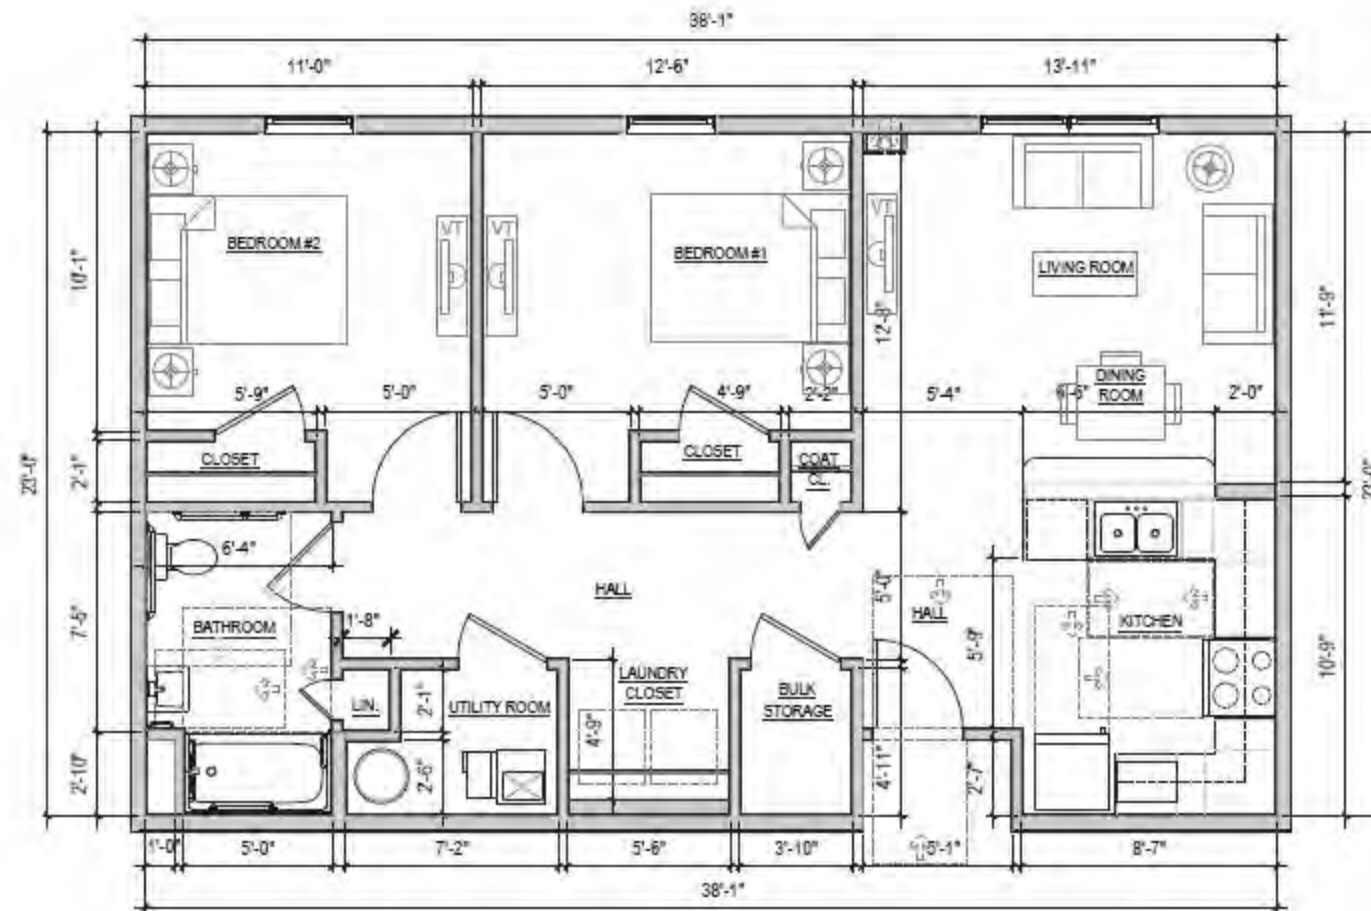 38'-1"
11'-0"
12'-6"
13'-11"
BEDROOM #2
VT
VT
BEDROOM #1
VT
LIVING ROOM
10'-1"
12'-8"
11'-9"
5'-9"
5'-0"
5'-0"
4'-9"
2'-2"
5'-4"
DINING
ROOM
2'-0"
23'-0"
2'-1"
CLOSET
CLOSET
COAT
CL.
6'-4"
HALL
5'-0"
HALL
7'-5"
BATHROOM
1'-8"
5'-9"
KITCHEN
10'-9"
LIN.
2'-1"
UTILITY ROOM
LAUNDRY
CLOSET
BULK
STORAGE
4'-9"
2'-10"
2'-6"
4'-11"
2'-7"
1'-0"
5'-0"
7'-2"
5'-6"
3'-10"
5'-1"
8'-7"
38'-1"